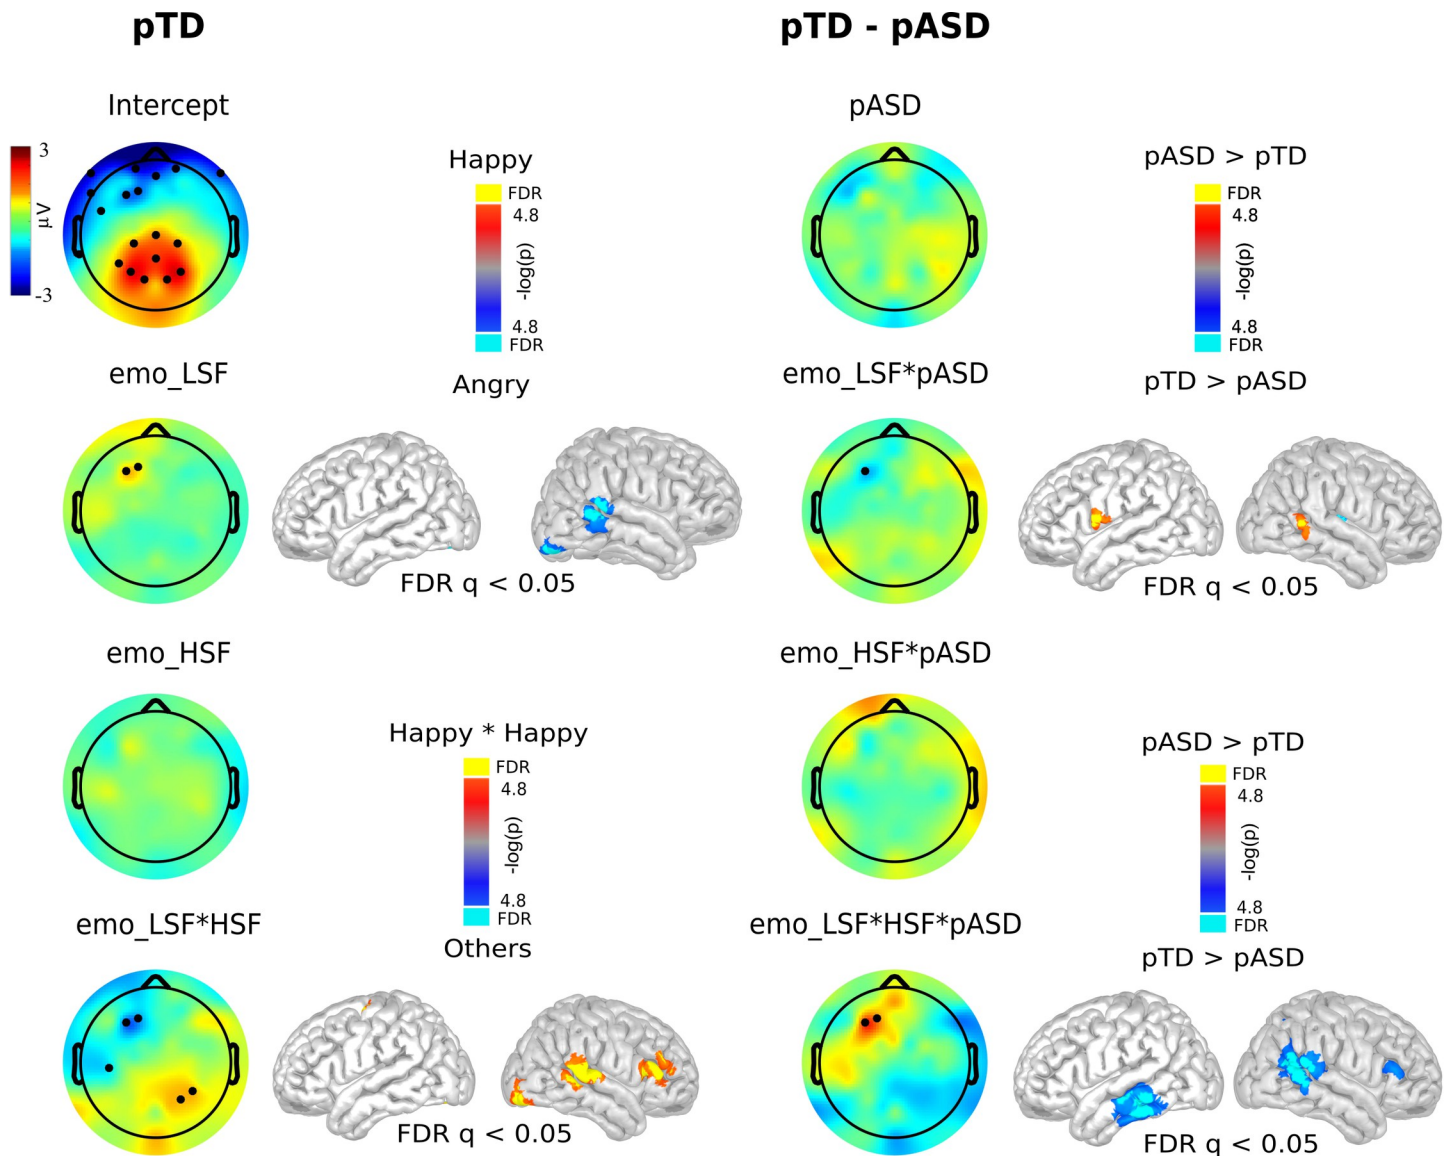 pTD
pTD - pASD
Intercept
pASD
3
µV
-3
Happy
FDR
4.8
-log(p)
4.8
FDR
Angry
pASD > pTD
FDR
4.8
-log(p)
4.8
FDR
pTD > pASD
emo_LSF
emo_LSF*pASD
FDR q < 0.05
FDR q < 0.05
emo_HSF
emo_HSF*pASD
Happy * Happy
FDR
4.8
-log(p)
4.8
FDR
Others
pASD > pTD
FDR
4.8
-log(p)
4.8
FDR
pTD > pASD
emo_LSF*HSF
emo_LSF*HSF*pASD
FDR q < 0.05
FDR q < 0.05